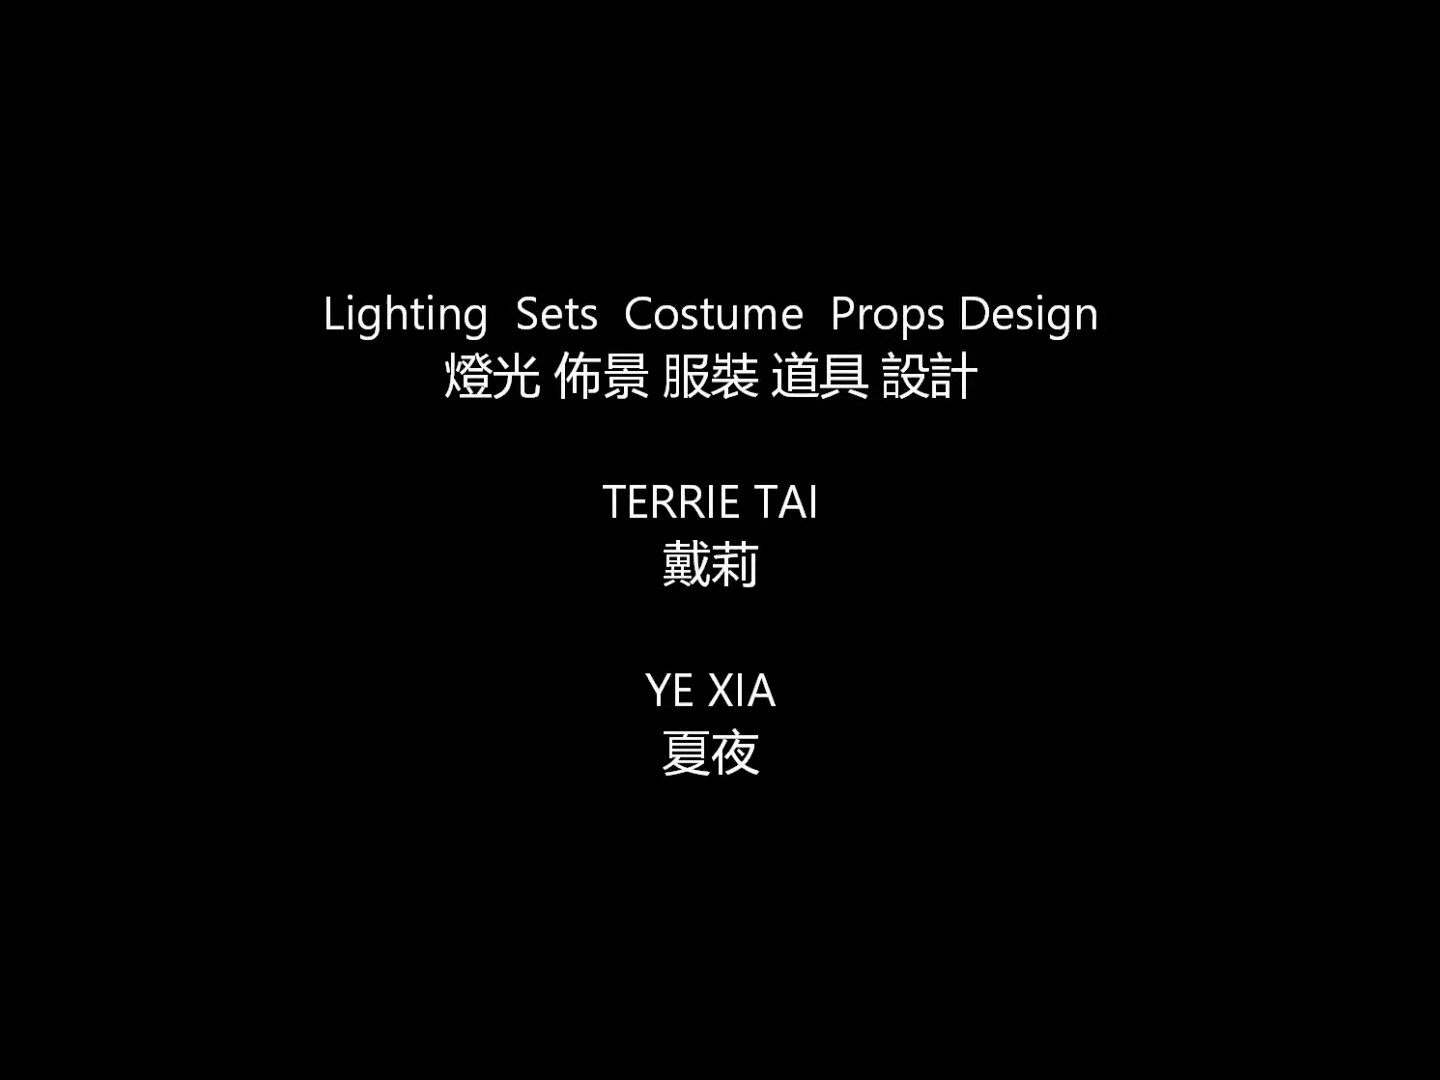 Lighting  Sets  Costume  Props Design
燈光 佈景 服裝 道具 設計
TERRIE TAI
戴莉
YE XIA
夏夜